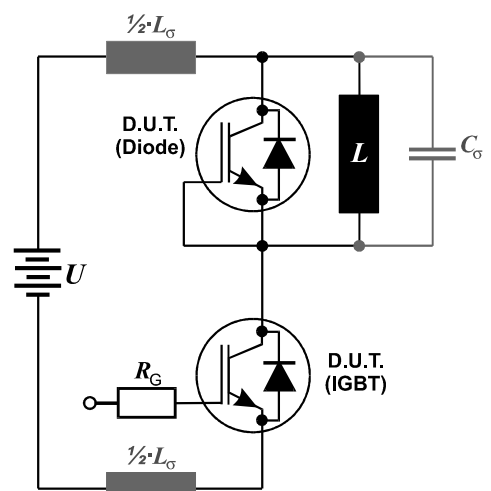 ½·Lσ
D.U.T.
(Diode)
L
Cσ
U
RG
D.U.T.
(IGBT)
½·Lσ